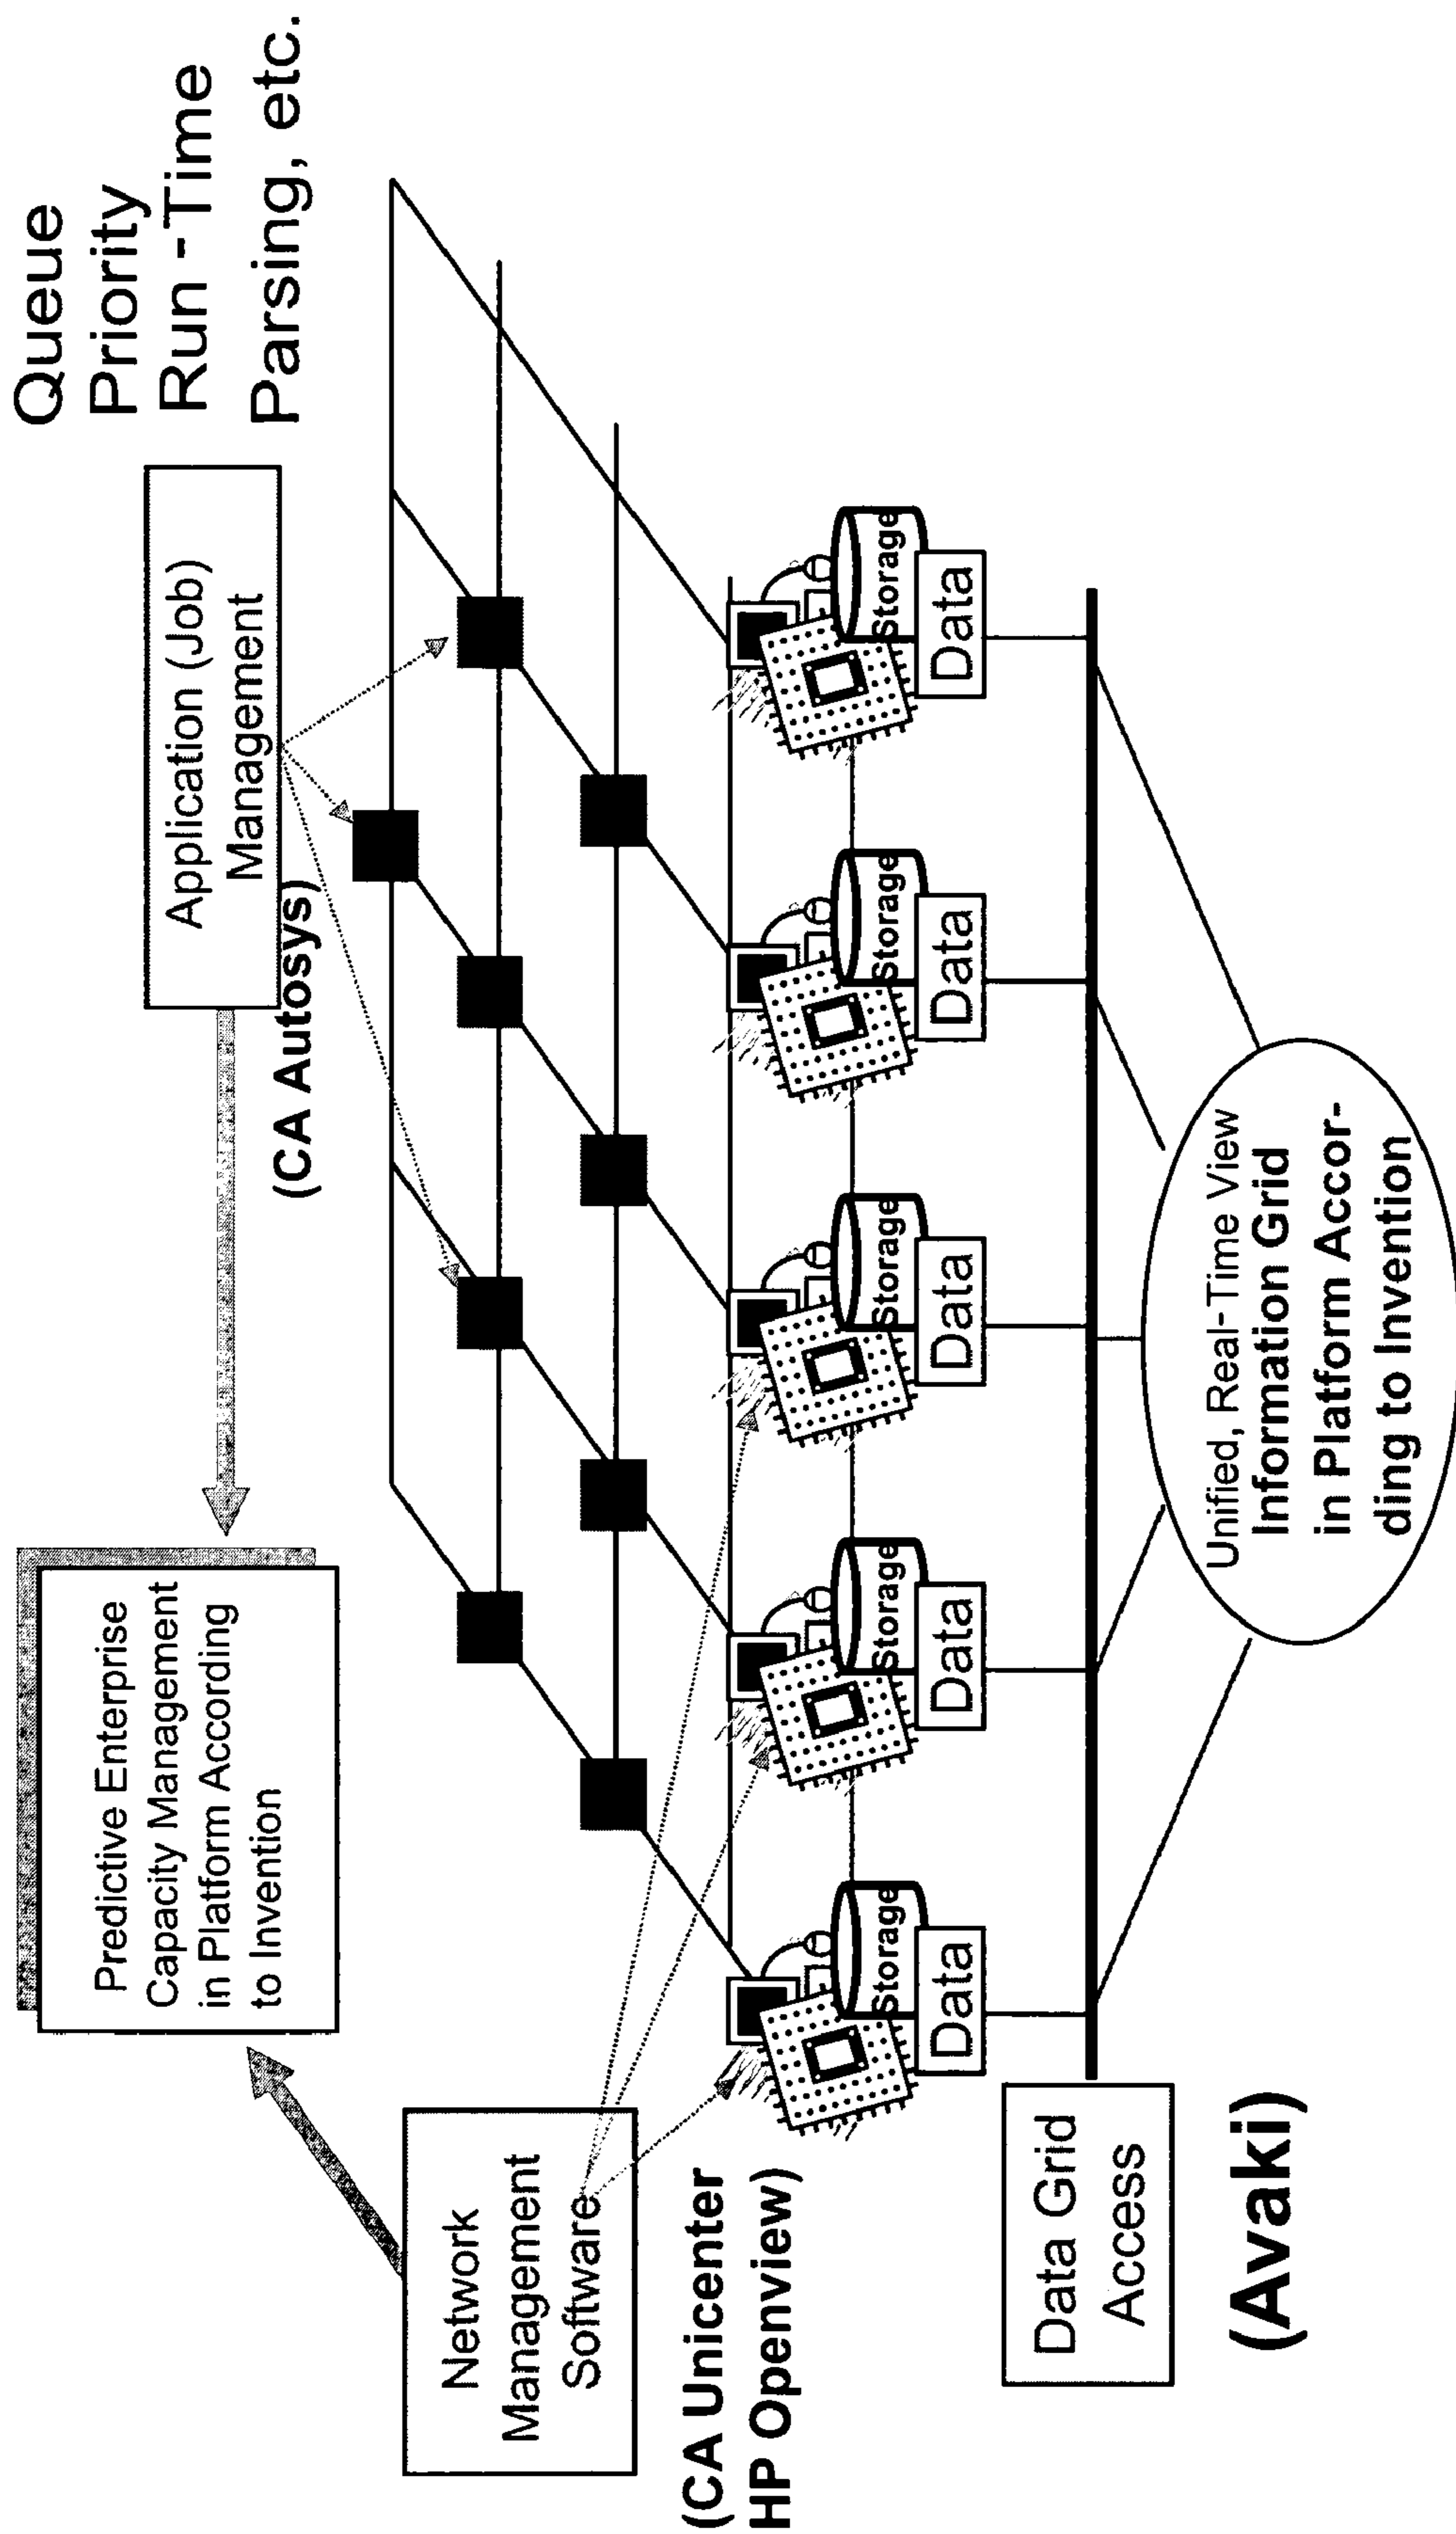 Queue
Priority
Run -Time
Parsing, etc.
Application (Job)
Management
(CA Autosys)
Predictive Enterprise
Capacity Management
in Platform According
to Invention
Network
Management
Software
(CA Unicenter
HP Openview)
Storage
Data
Storage
Data
Storage
Data
Storage
Data
Storage
Data
Data Grid
Access
(Avaki)
Unified, Real-Time View
Information Grid
in Platform Accor-
ding to Invention